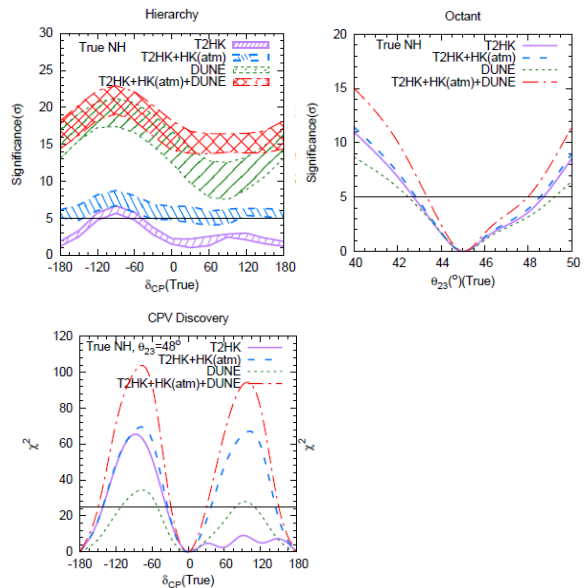 Hierarchy
True NH
T2HK
T2HK+HK(atm)
DUNE
T2HK+HK(atm)+DUNE
Significance(σ)
30
25
20
15
10
5
0
-180 -120 -60 0 60 120 180
δCP(True)
Octant
True NH
T2HK
T2HK+HK(atm)
DUNE
T2HK+HK(atm)+DUNE
Significance(σ)
20
15
10
5
0
40 42 44 46 48 50
θ23(°)(True)
CPV Discovery
True NH, θ23=48°
T2HK
T2HK+HK(atm)
DUNE
T2HK+HK(atm)+DUNE
χ2
120
100
80
60
40
20
0
-180 -120 -60 0 60 120 180
δCP(True)
χ2